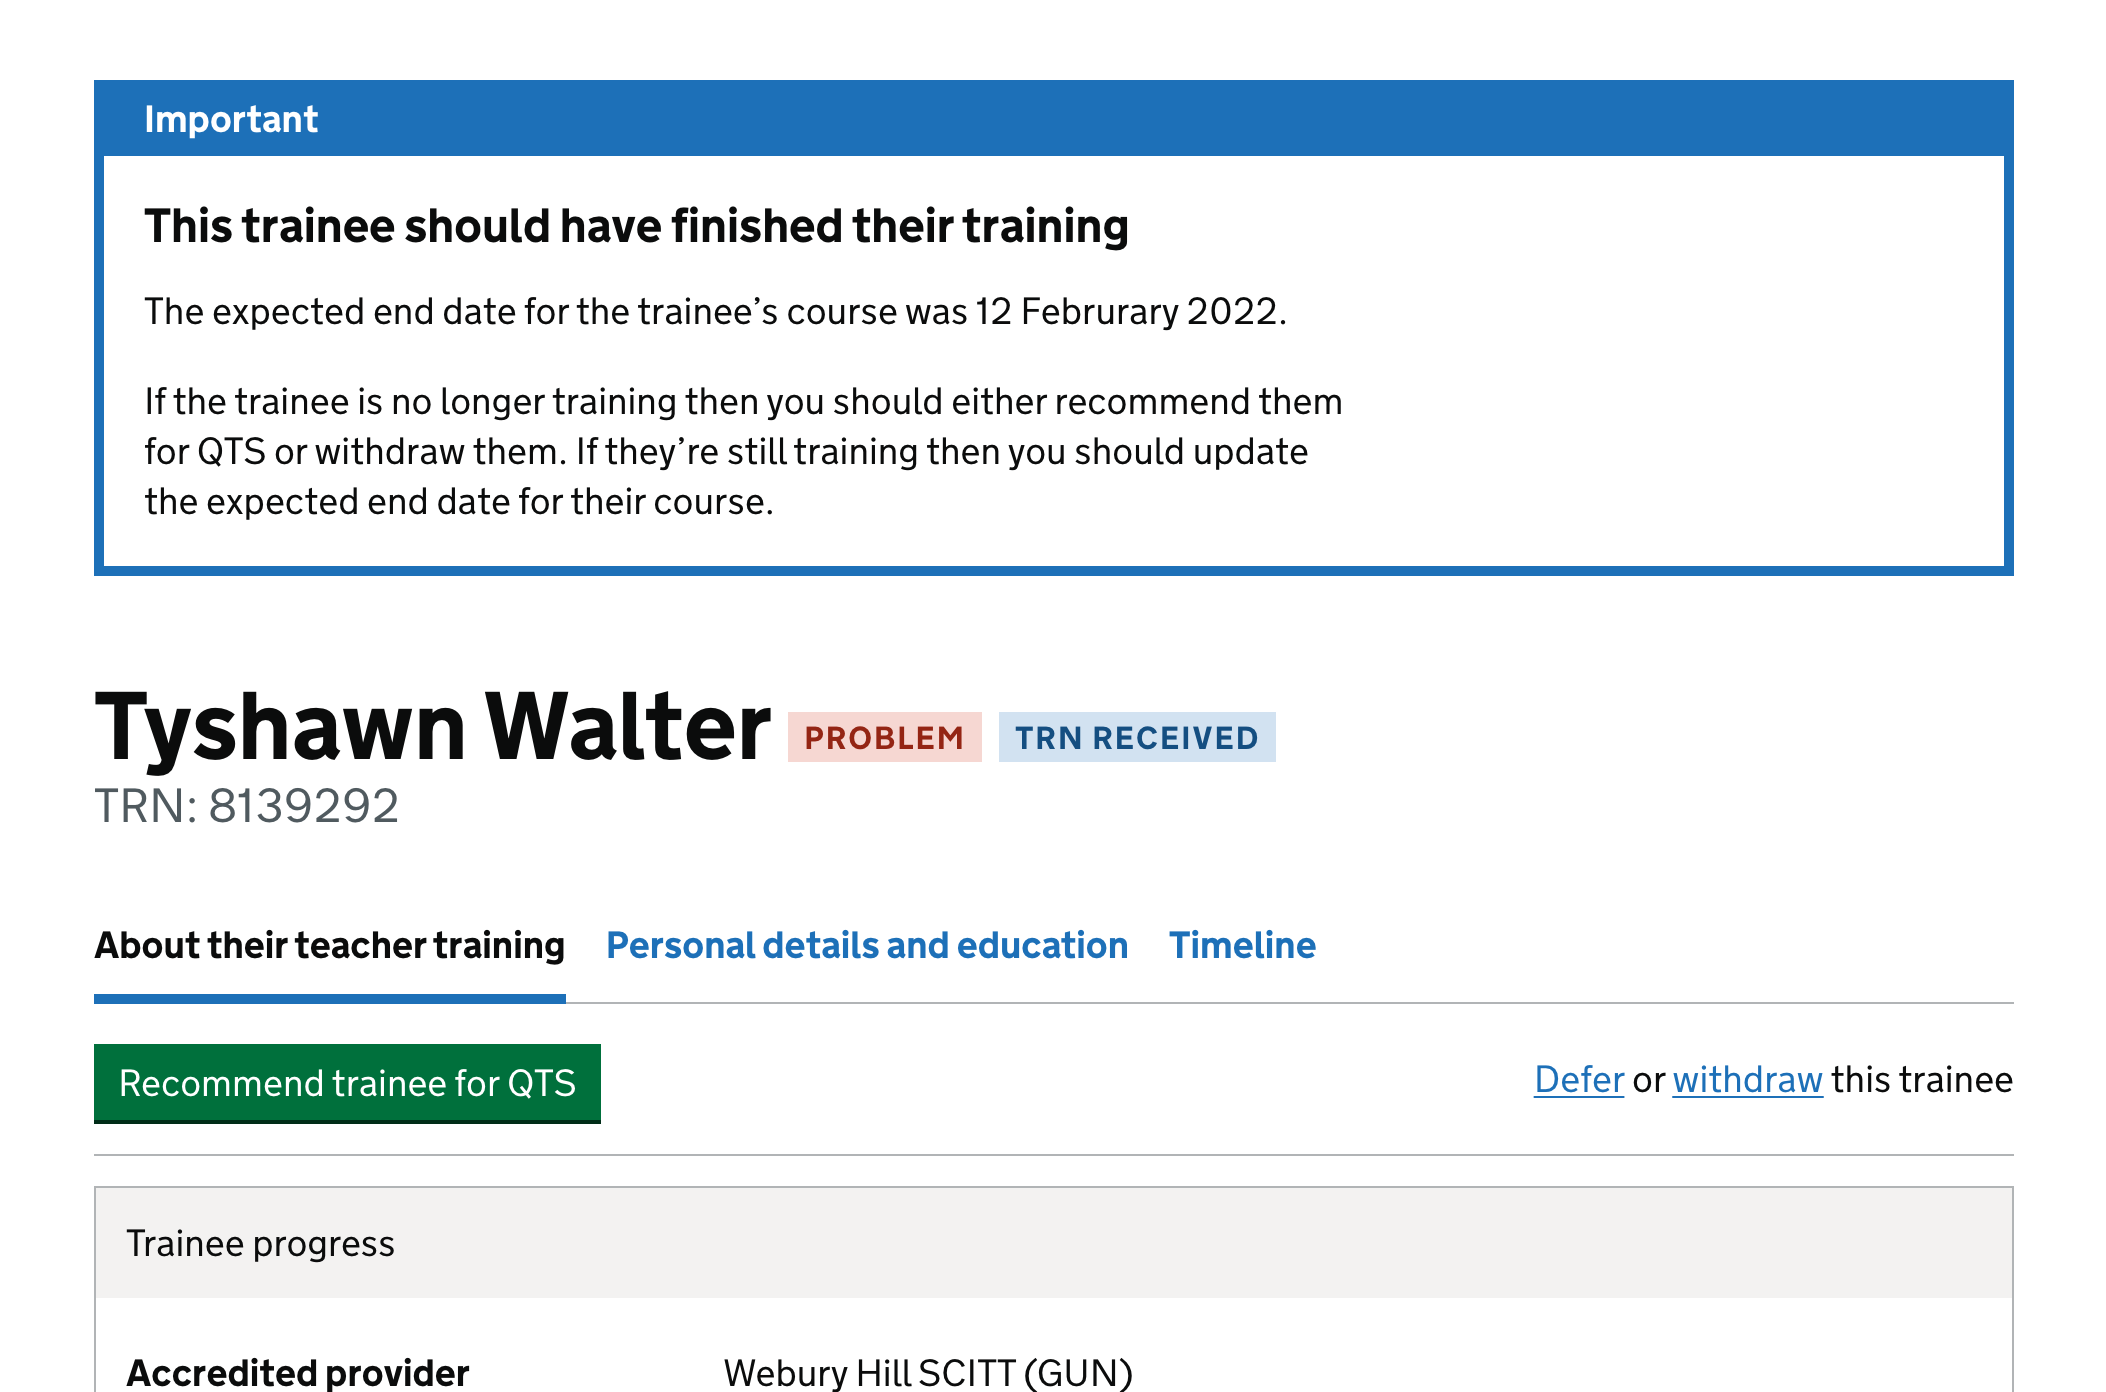 Important
This trainee should have finished their training
The expected end date for the trainee’s course was 12 Februrary 2022.
If the trainee is no longer training then you should either recommend them
for QTS or withdraw them. If they’re still training then you should update
the expected end date for their course.
Tyshawn Walter PROBLEM TRN RECEIVED
TRN: 8139292
About their teacher training Personal details and education Timeline
Recommend trainee for QTS Defer or withdraw this trainee
Trainee progress
Accredited provider Webury Hill SCITT (GUN)